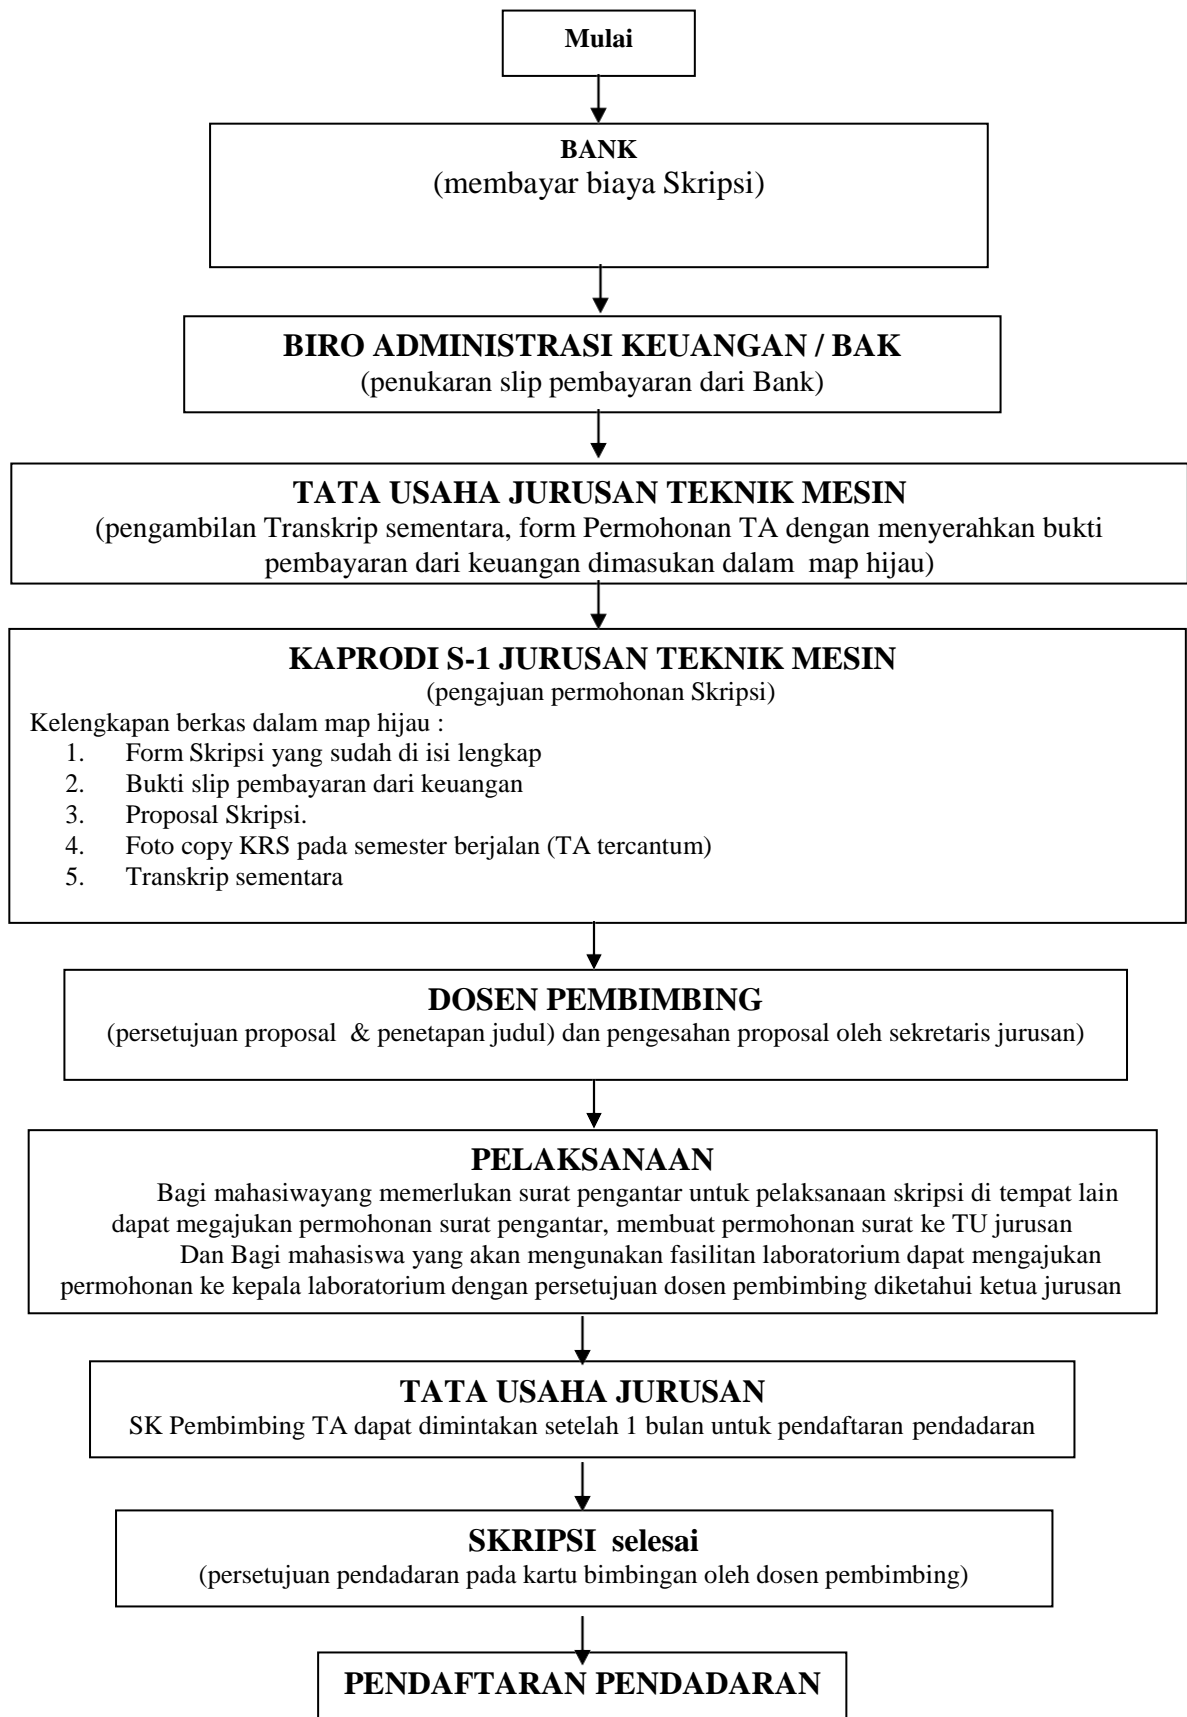 Mulai
BANK
(membayar biaya Skripsi)
BIRO ADMINISTRASI KEUANGAN / BAK
(penukaran slip pembayaran dari Bank)
TATA USAHA JURUSAN TEKNIK MESIN
(pengambilan Transkrip sementara, form Permohonan TA dengan menyerahkan bukti
pembayaran dari keuangan dimasukan dalam map hijau)
KAPRODI S-1 JURUSAN TEKNIK MESIN
(pengajuan permohonan Skripsi)
Kelengkapan berkas dalam map hijau :
1. Form Skripsi yang sudah di isi lengkap
2. Bukti slip pembayaran dari keuangan
3. Proposal Skripsi.
4. Foto copy KRS pada semester berjalan (TA tercantum)
5. Transkrip sementara
DOSEN PEMBIMBING
(persetujuan proposal & penetapan judul) dan pengesahan proposal oleh sekretaris jurusan)
PELAKSANAAN
Bagi mahasiwayang memerlukan surat pengantar untuk pelaksanaan skripsi di tempat lain
dapat megajukan permohonan surat pengantar, membuat permohonan surat ke TU jurusan
Dan Bagi mahasiswa yang akan mengunakan fasilitan laboratorium dapat mengajukan
permohonan ke kepala laboratorium dengan persetujuan dosen pembimbing diketahui ketua jurusan
TATA USAHA JURUSAN
SK Pembimbing TA dapat dimintakan setelah 1 bulan untuk pendaftaran pendadaran
SKRIPSI selesai
(persetujuan pendadaran pada kartu bimbingan oleh dosen pembimbing)
PENDAFTARAN PENDADARAN